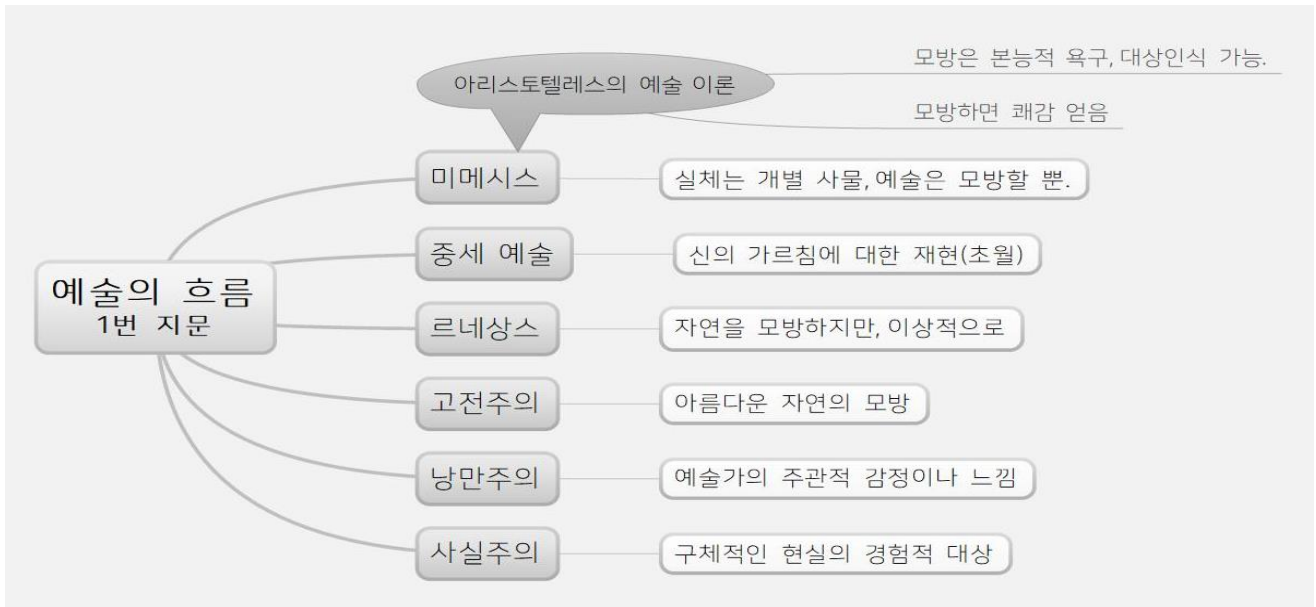 모방은 본능적 욕구, 대상인식 가능.
아리스토텔레스의 예술 이론
모방하면 쾌감 얻음
미메시스
실체는 개별 사물, 예술은 모방할 뿐.
중세 예술
신의 가르침에 대한 재현(초월)
예술의 흐름
1번 지문
르네상스
자연을 모방하지만, 이상적으로
고전주의
아름다운 자연의 모방
낭만주의
예술가의 주관적 감정이나 느낌
사실주의
구체적인 현실의 경험적 대상